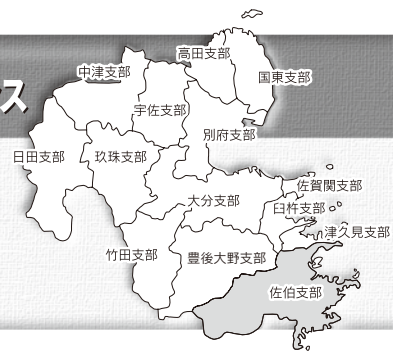 高田支部
中津支部
国東支部
ス
宇佐支部
別府支部
日田支部
玖珠支部
佐賀関支部
大分支部
臼杵支部
津久見支部
竹田支部
豊後大野支部
佐伯支部